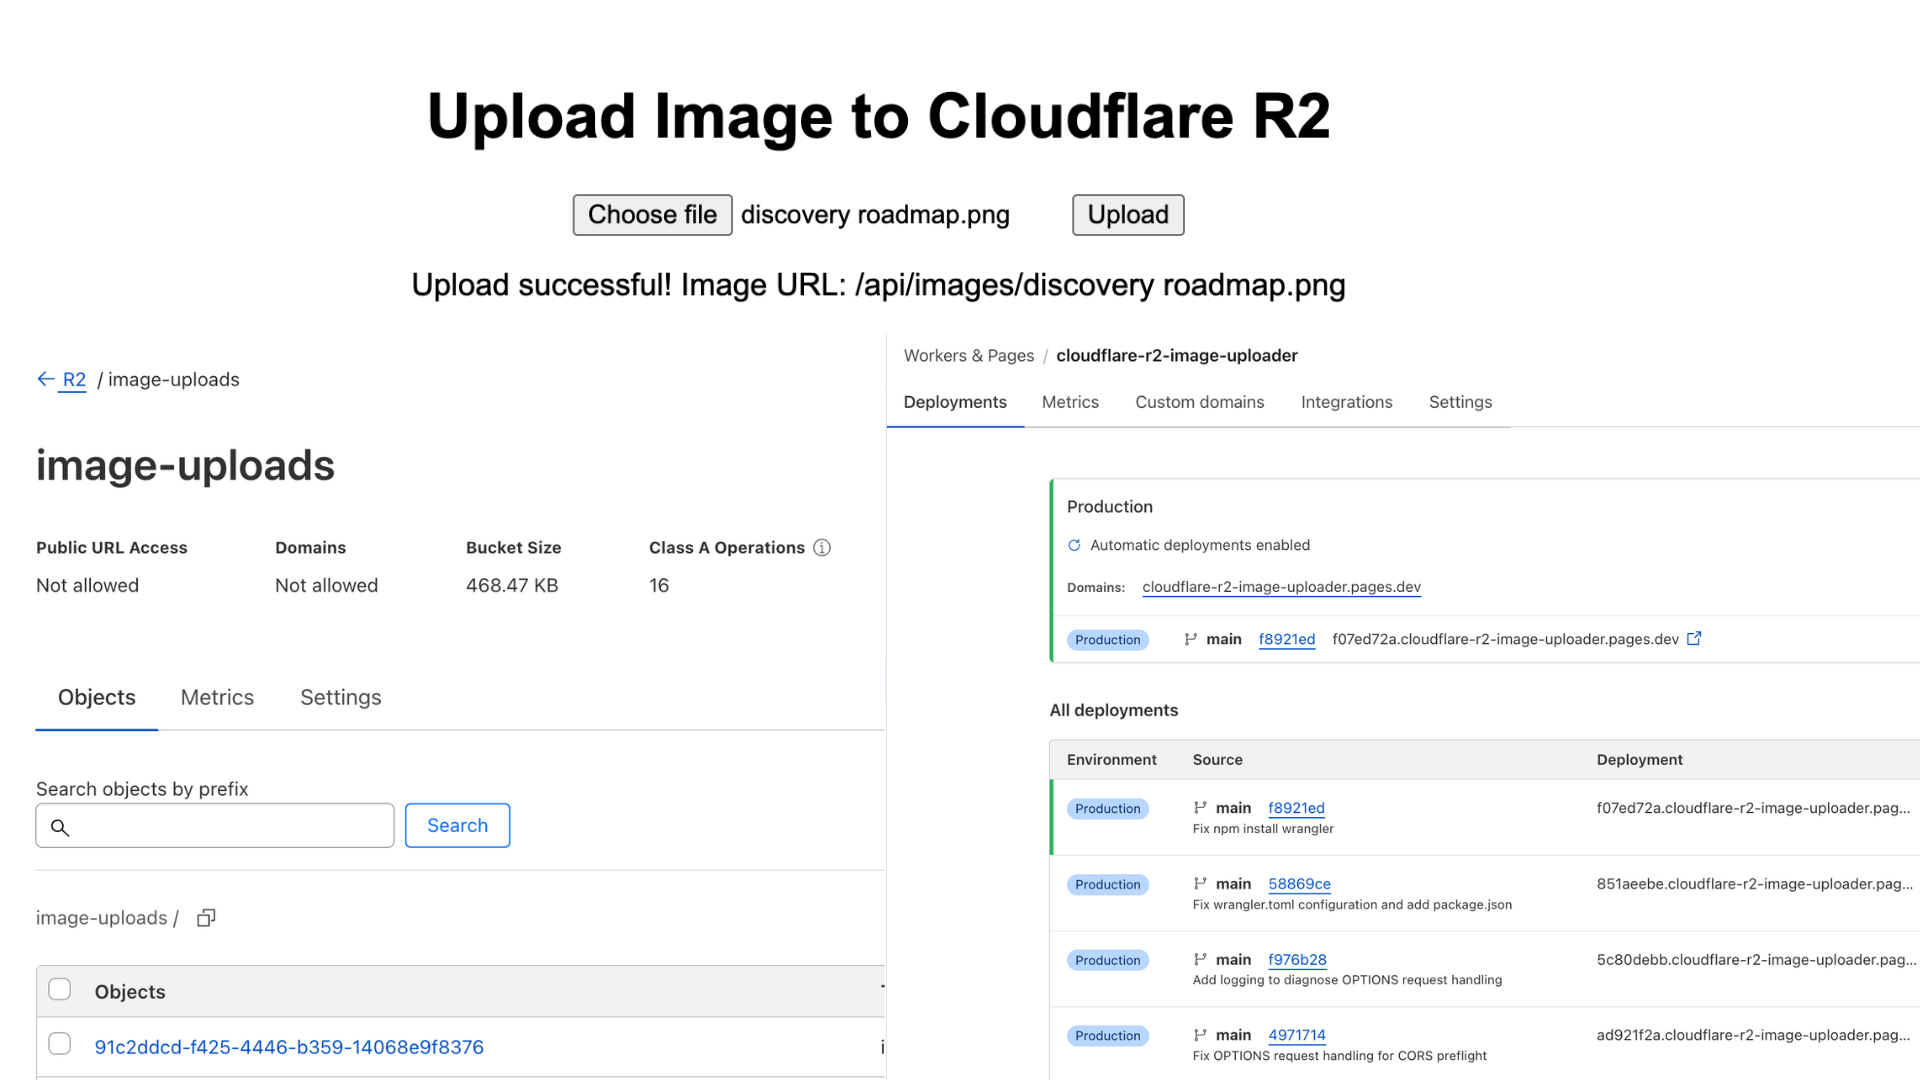 Upload Image to Cloudflare R2
Choose file discovery roadmap.png Upload
Upload successful! Image URL: /api/images/discovery roadmap.png
← R2 / image-uploads
image-uploads
Public URL Access Domains Bucket Size Class A Operations
Not allowed Not allowed 468.47 KB 16
Objects Metrics Settings
Search objects by prefix
Search
image-uploads /
Objects
91c2ddcd-f425-4446-b359-14068e9f8376
Workers & Pages / cloudflare-r2-image-uploader
Deployments Metrics Custom domains Integrations Settings
Production
Automatic deployments enabled
Domains: cloudflare-r2-image-uploader.pages.dev
Production main f8921ed f07ed72a.cloudflare-r2-image-uploader.pages.dev
All deployments
Environment Source Deployment
Production main f8921ed f07ed72a.cloudflare-r2-image-uploader.pag...
Fix npm install wrangler
Production main 58869ce 851aeebe.cloudflare-r2-image-uploader.pag...
Fix wrangler.toml configuration and add package.json
Production main f976b28 5c80debb.cloudflare-r2-image-uploader.pag...
Add logging to diagnose OPTIONS request handling
Production main 4971714 ad921f2a.cloudflare-r2-image-uploader.pag...
Fix OPTIONS request handling for CORS preflight